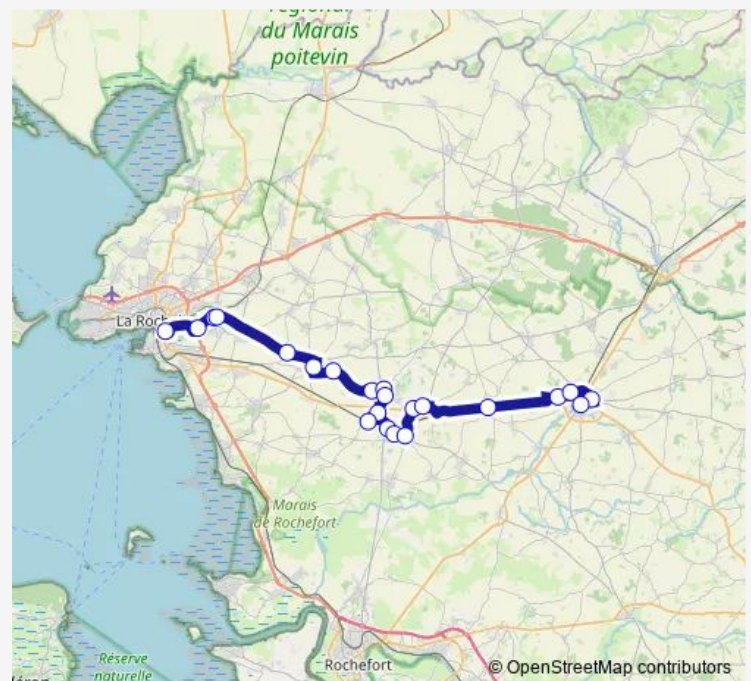 régional
du Marais
poitevin
La Roch
Marais
de Rochefort
Réserve
naturelle
Rochefort
© OpenStreetMap contributors